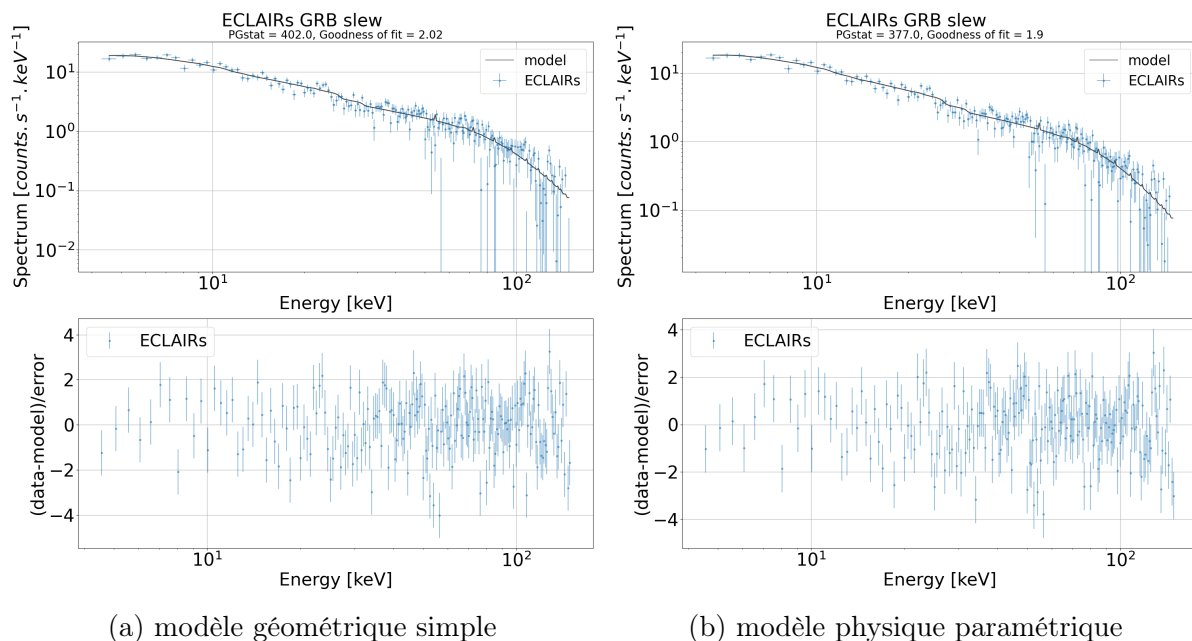 ECLAIRs GRB slew
PGstat = 402.0, Goodness of fit = 2.02
model
ECLAIRs
Spectrum [counts.s⁻¹.keV⁻¹]
10¹
10⁰
10⁻¹
10⁻²
10¹
10²
Energy [keV]
ECLAIRs
(data-model)/error
4
2
0
−2
−4
10¹
10²
Energy [keV]
(a) modèle géométrique simple
ECLAIRs GRB slew
PGstat = 377.0, Goodness of fit = 1.9
model
ECLAIRs
Spectrum [counts.s⁻¹.keV⁻¹]
10¹
10⁰
10⁻¹
10¹
10²
Energy [keV]
ECLAIRs
(data-model)/error
4
2
0
−2
−4
10¹
10²
Energy [keV]
(b) modèle physique paramétrique